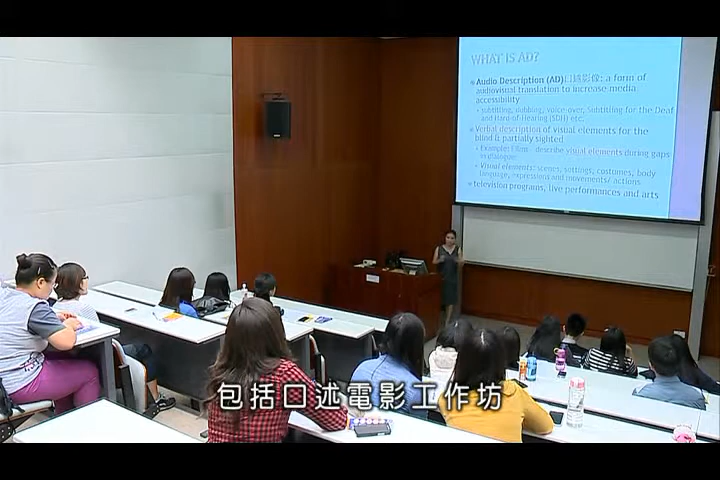 WHAT IS AD?
Audio Description (AD)口述影像: a form of
audiovisual translation to increase media
accessibility
subtitling, dubbing, voice-over, Subtitling for the Deaf
and Hard-of-Hearing (SDH) etc.
Verbal description of visual elements for the
blind & partially sighted
Example: Films – describe visual elements during gaps
in dialogue
Visual elements: scenes, settings, costumes, body
language, expressions and movements/ actions
television programs, live performances and arts
包括口述電影工作坊